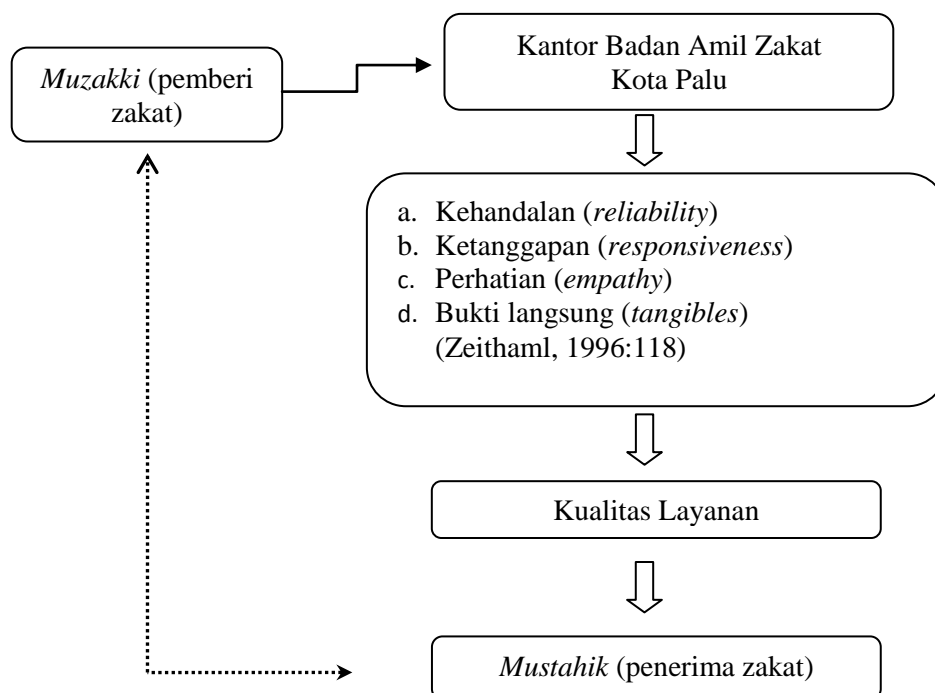 Muzakki (pemberi
zakat)
Kantor Badan Amil Zakat
Kota Palu
a. Kehandalan (reliability)
b. Ketanggapan (responsiveness)
c. Perhatian (empathy)
d. Bukti langsung (tangibles)
(Zeithaml, 1996:118)
Kualitas Layanan
Mustahik (penerima zakat)